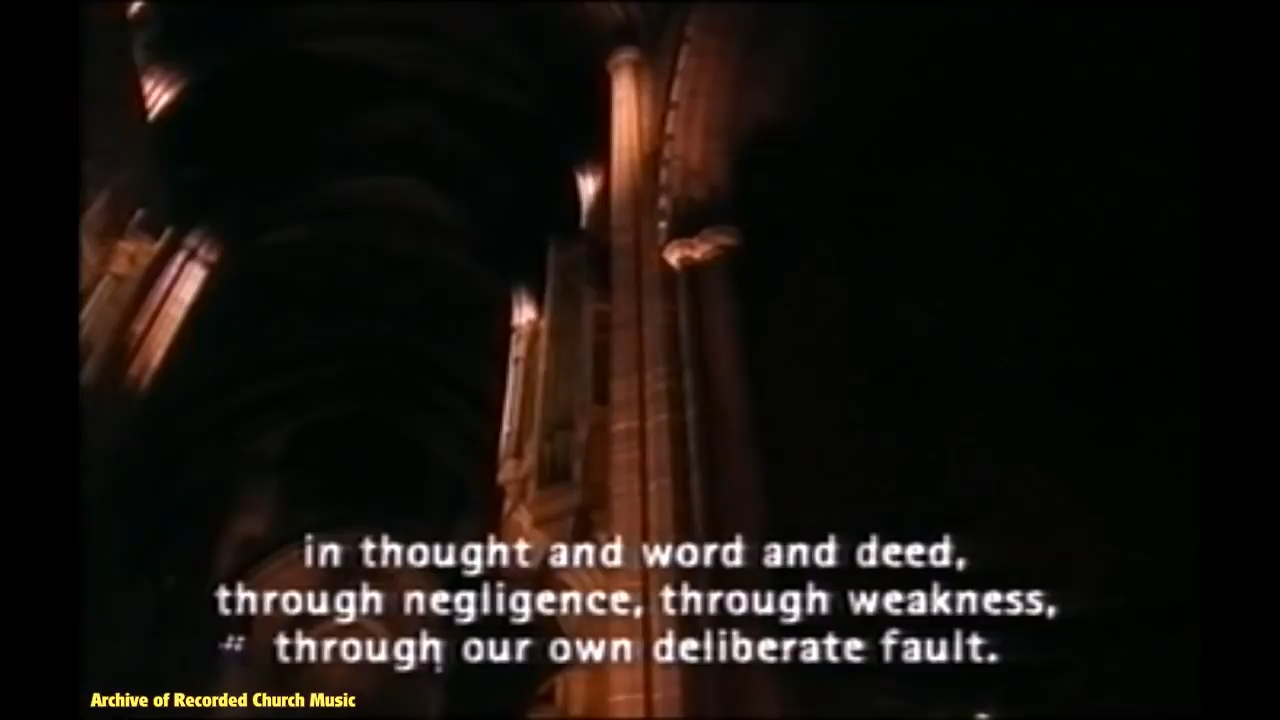 in thought and word and deed,
through negligence, through weakness,
through our own deliberate fault.
Archive of Recorded Church Music